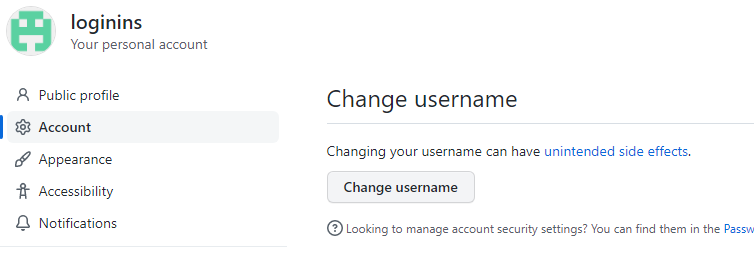 loginins
Your personal account
Public profile
Account
Appearance
Accessibility
Notifications
Change username
Changing your username can have unintended side effects.
Change username
Looking to manage account security settings? You can find them in the Passw